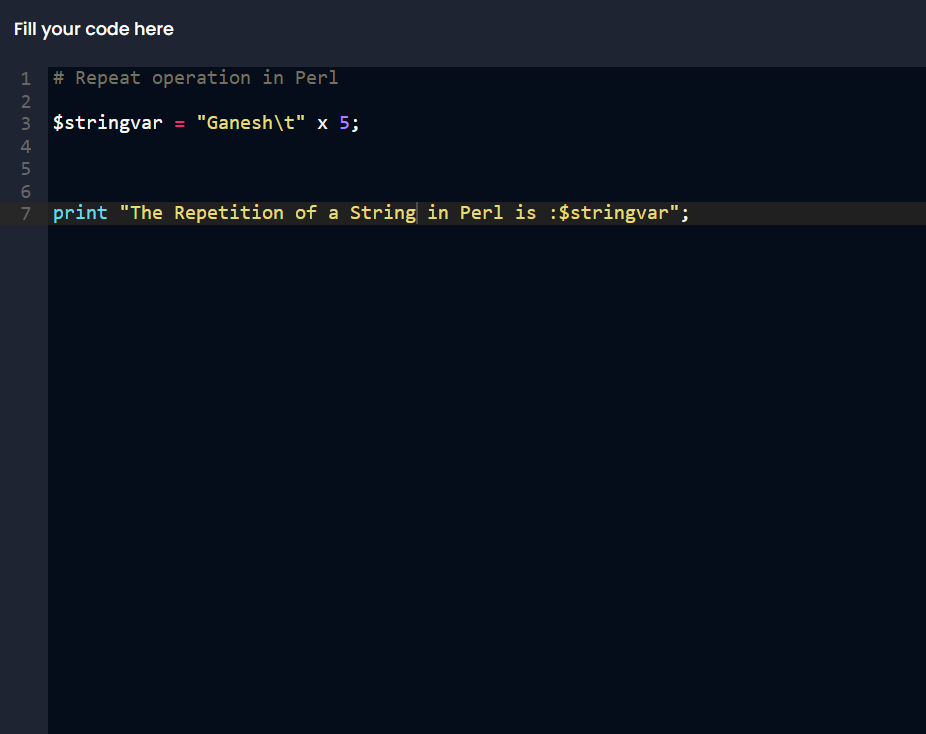 Fill your code here
1 # Repeat operation in Perl
2
3 $stringvar = "Ganesh\t" x 5;
4
5
6
7 print "The Repetition of a String in Perl is :$stringvar";